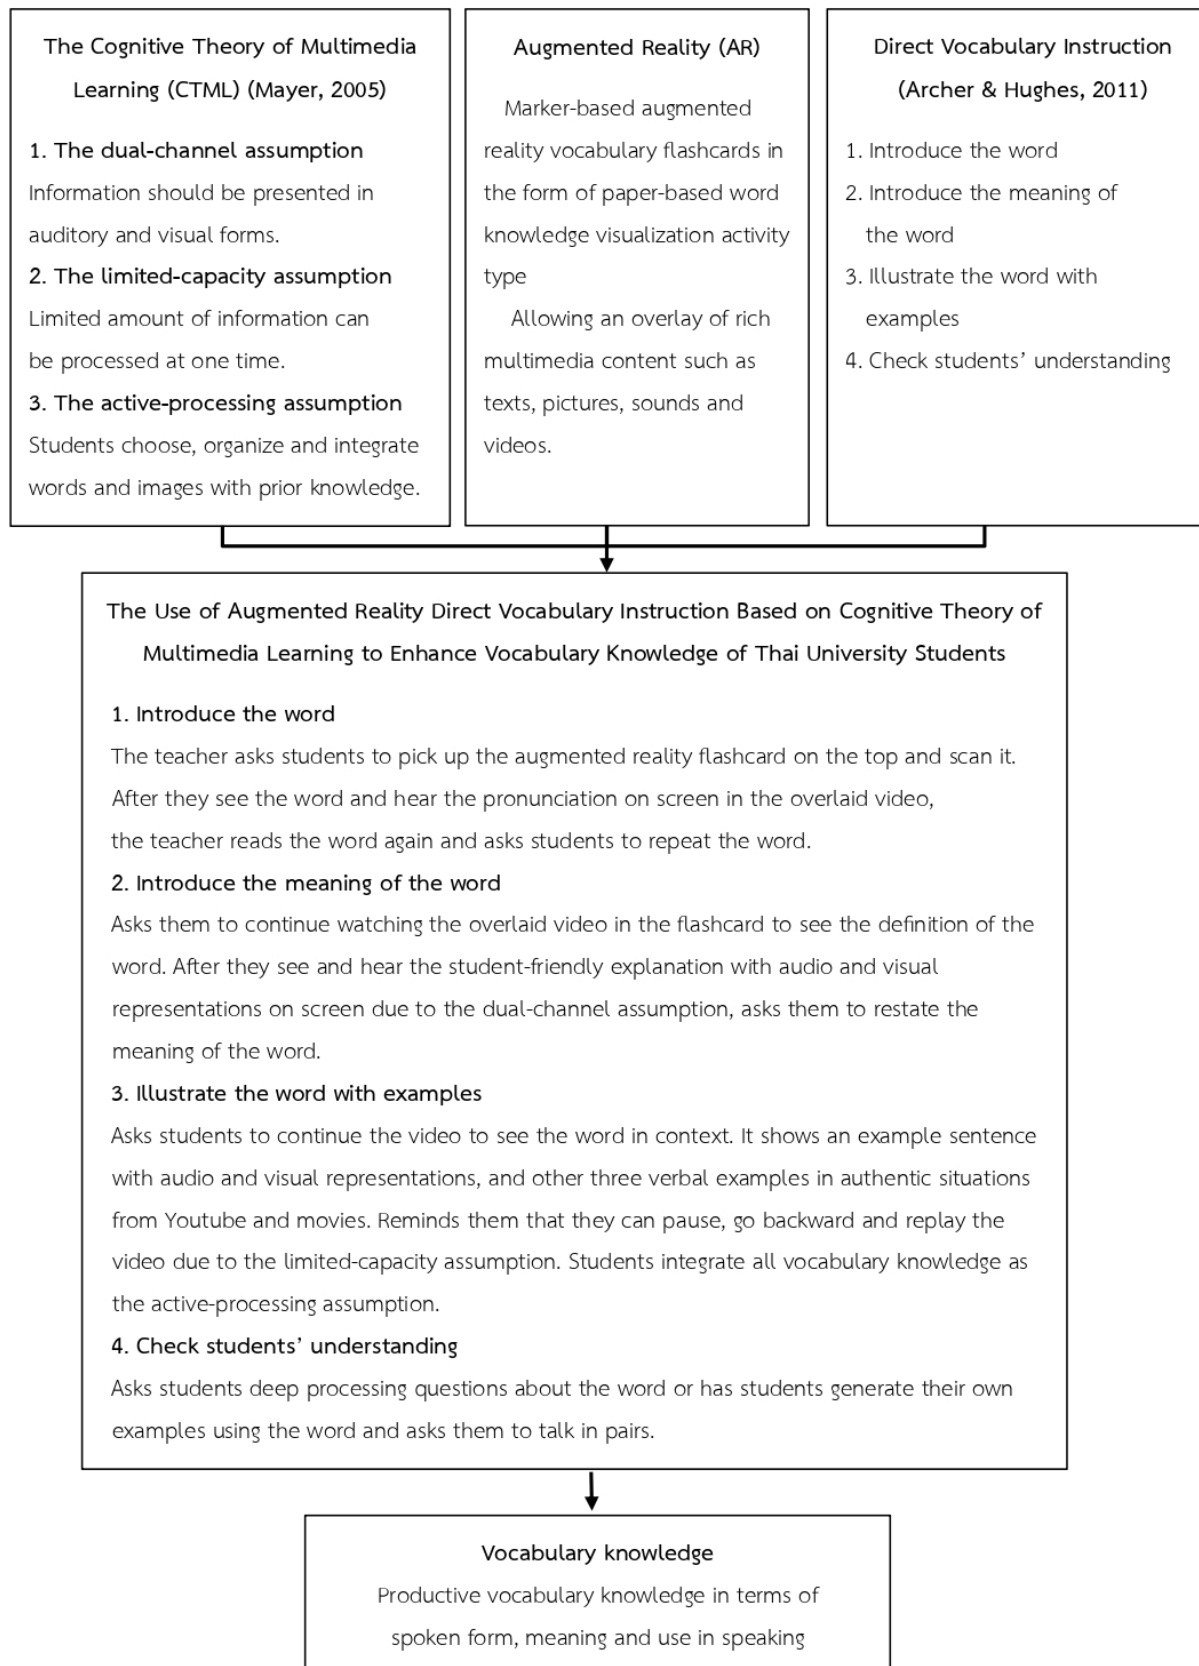 The Cognitive Theory of Multimedia
Learning (CTML) (Mayer, 2005)
1. The dual-channel assumption
Information should be presented in
auditory and visual forms.
2. The limited-capacity assumption
Limited amount of information can
be processed at one time.
3. The active-processing assumption
Students choose, organize and integrate
words and images with prior knowledge.
Augmented Reality (AR)
Marker-based augmented
reality vocabulary flashcards in
the form of paper-based word
knowledge visualization activity
type
Allowing an overlay of rich
multimedia content such as
texts, pictures, sounds and
videos.
Direct Vocabulary Instruction
(Archer & Hughes, 2011)
1. Introduce the word
2. Introduce the meaning of
the word
3. Illustrate the word with
examples
4. Check students’ understanding
The Use of Augmented Reality Direct Vocabulary Instruction Based on Cognitive Theory of
Multimedia Learning to Enhance Vocabulary Knowledge of Thai University Students
1. Introduce the word
The teacher asks students to pick up the augmented reality flashcard on the top and scan it.
After they see the word and hear the pronunciation on screen in the overlaid video,
the teacher reads the word again and asks students to repeat the word.
2. Introduce the meaning of the word
Asks them to continue watching the overlaid video in the flashcard to see the definition of the
word. After they see and hear the student-friendly explanation with audio and visual
representations on screen due to the dual-channel assumption, asks them to restate the
meaning of the word.
3. Illustrate the word with examples
Asks students to continue the video to see the word in context. It shows an example sentence
with audio and visual representations, and other three verbal examples in authentic situations
from Youtube and movies. Reminds them that they can pause, go backward and replay the
video due to the limited-capacity assumption. Students integrate all vocabulary knowledge as
the active-processing assumption.
4. Check students’ understanding
Asks students deep processing questions about the word or has students generate their own
examples using the word and asks them to talk in pairs.
Vocabulary knowledge
Productive vocabulary knowledge in terms of
spoken form, meaning and use in speaking